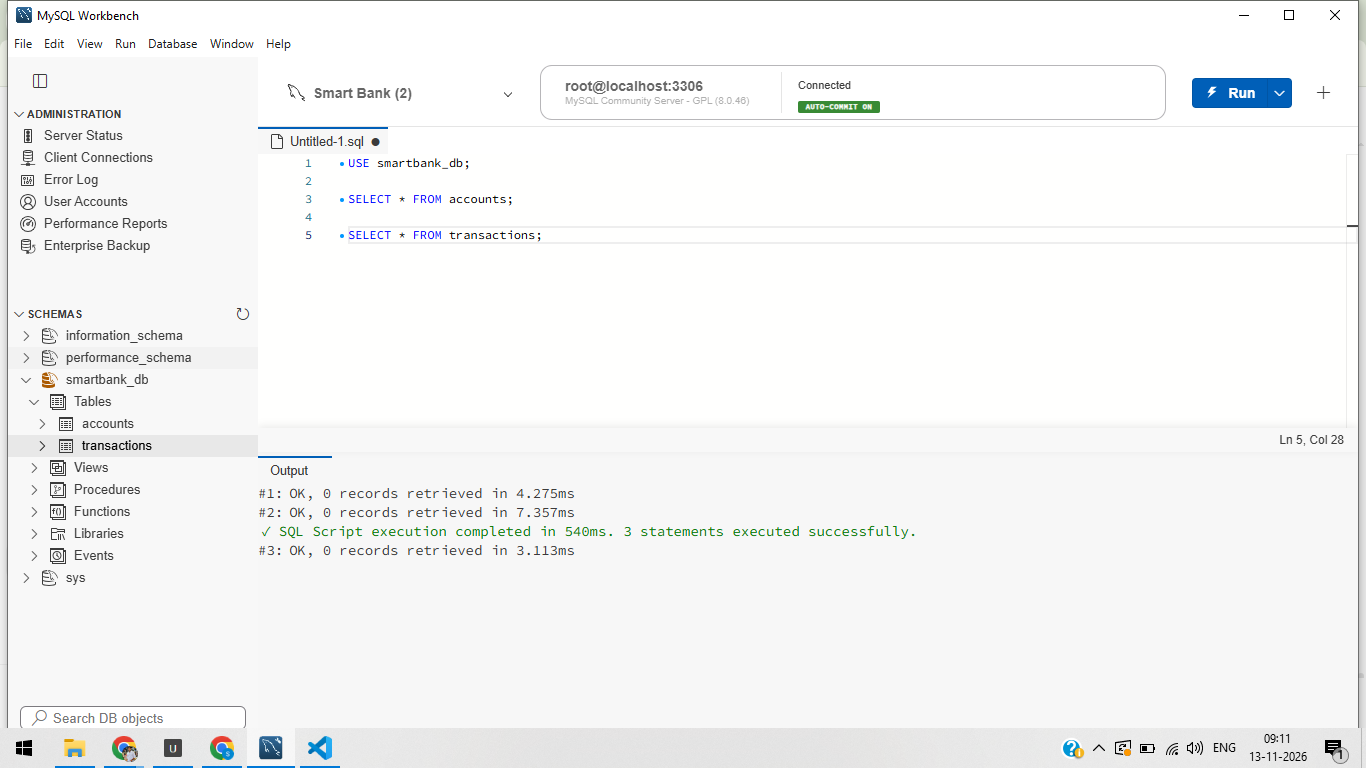 MySQL Workbench
File Edit View Run Database Window Help
ADMINISTRATION
Server Status
Client Connections
Error Log
User Accounts
Performance Reports
Enterprise Backup
SCHEMAS
information_schema
performance_schema
smartbank_db
Tables
accounts
transactions
Views
Procedures
Functions
Libraries
Events
sys
Search DB objects
Smart Bank (2)
root@localhost:3306
MySQL Community Server - GPL (8.0.46)
Connected
AUTO-COMMIT ON
Run
Untitled-1.sql
1 USE smartbank_db;
2
3 SELECT * FROM accounts;
4
5 SELECT * FROM transactions;
Ln 5, Col 28
Output
#1: OK, 0 records retrieved in 4.275ms
#2: OK, 0 records retrieved in 7.357ms
✓ SQL Script execution completed in 540ms. 3 statements executed successfully.
#3: OK, 0 records retrieved in 3.113ms
U
S
ENG
09:11
13-11-2026
1